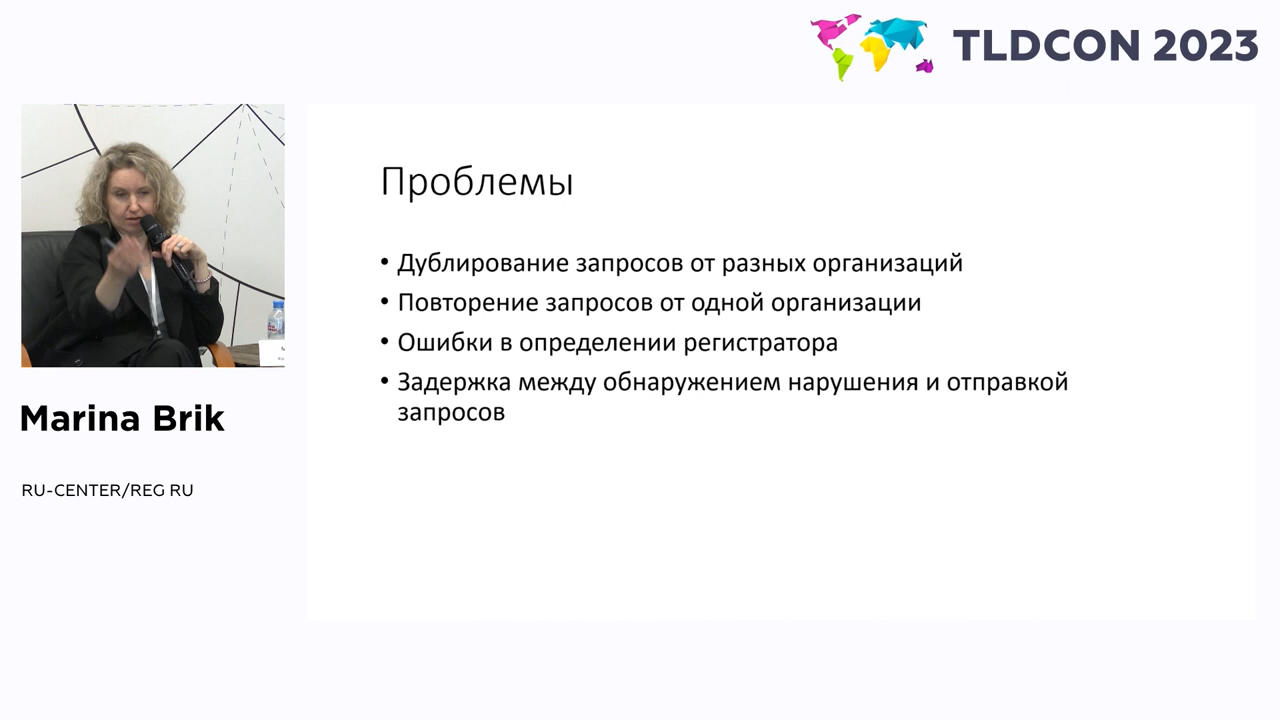 TLDCON 2023
Проблемы
• Дублирование запросов от разных организаций
• Повторение запросов от одной организации
• Ошибки в определении регистратора
• Задержка между обнаружением нарушения и отправкой
запросов
Marina Brik
RU-CENTER/REG RU